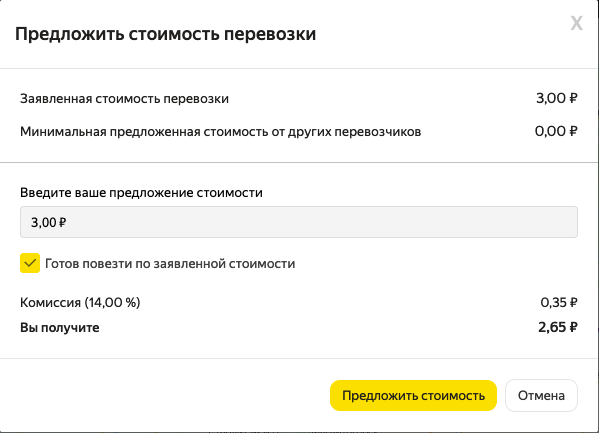 X
Предложить стоимость перевозки
Заявленная стоимость перевозки 3,00 ₽
Минимальная предложенная стоимость от других перевозчиков 0,00 ₽
Введите ваше предложение стоимости
3,00 ₽
Готов повезти по заявленной стоимости
Комиссия (14,00 %) 0,35 ₽
Вы получите 2,65 ₽
Предложить стоимость Отмена